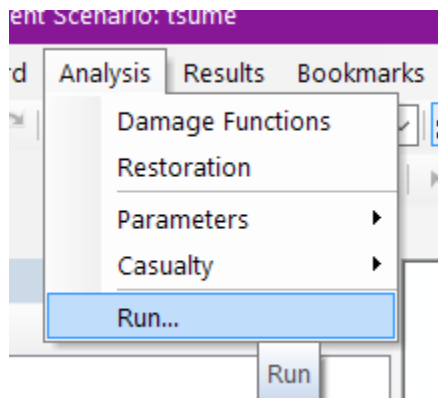 ent Scenario: tsume
rd Analysis Results Bookmarks
Damage Functions
Restoration
Parameters
Casualty
Run...
Run